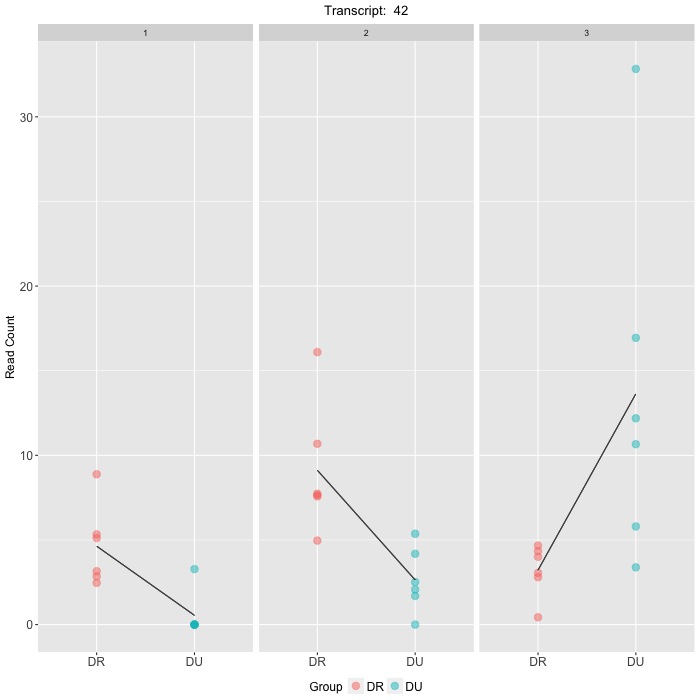 Transcript:  42
1 2 3
30
20
10
0
Read Count
DR DU DR DU DR DU
Group DR DU